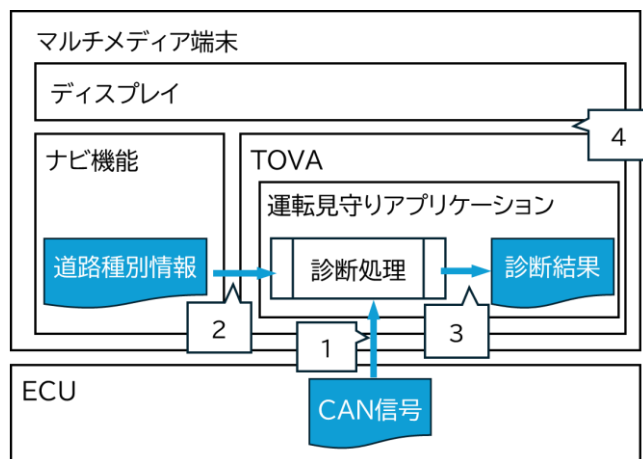 マルチメディア端末
ディスプレイ
4
ナビ機能
TOVA
運転見守りアプリケーション
道路種別情報
診断処理
診断結果
2
1
3
ECU
CAN信号